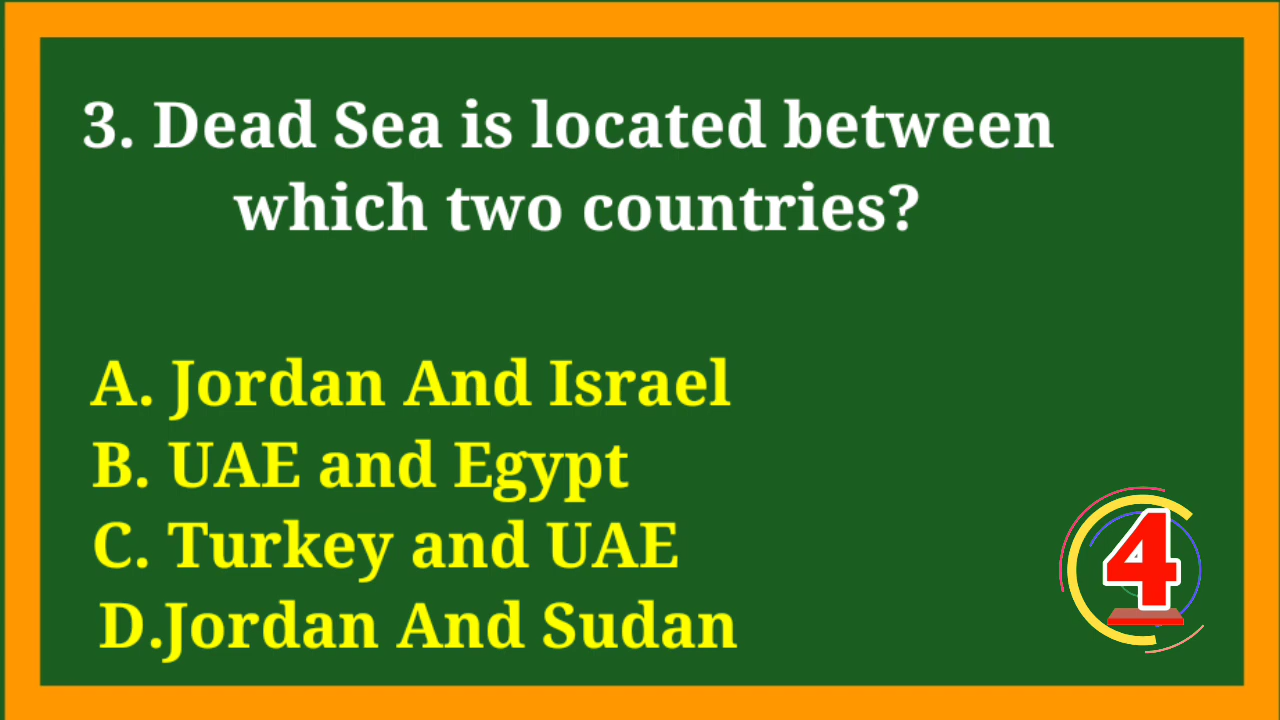 3. Dead Sea is located between
which two countries?
A. Jordan And Israel
B. UAE and Egypt
C. Turkey and UAE
D.Jordan And Sudan
4